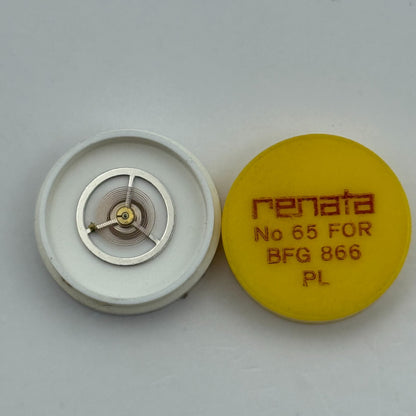 renata
No 65 FOR
BFG 866
PL